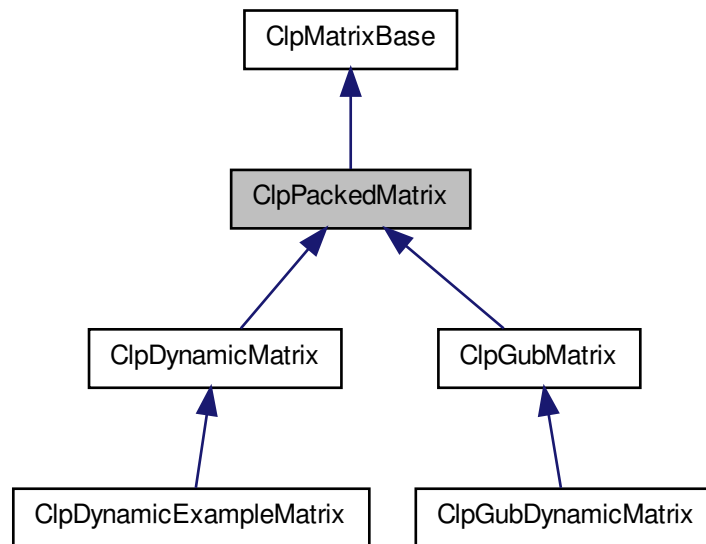 ClpMatrixBase
ClpPackedMatrix
ClpDynamicMatrix
ClpGubMatrix
ClpDynamicExampleMatrix
ClpGubDynamicMatrix